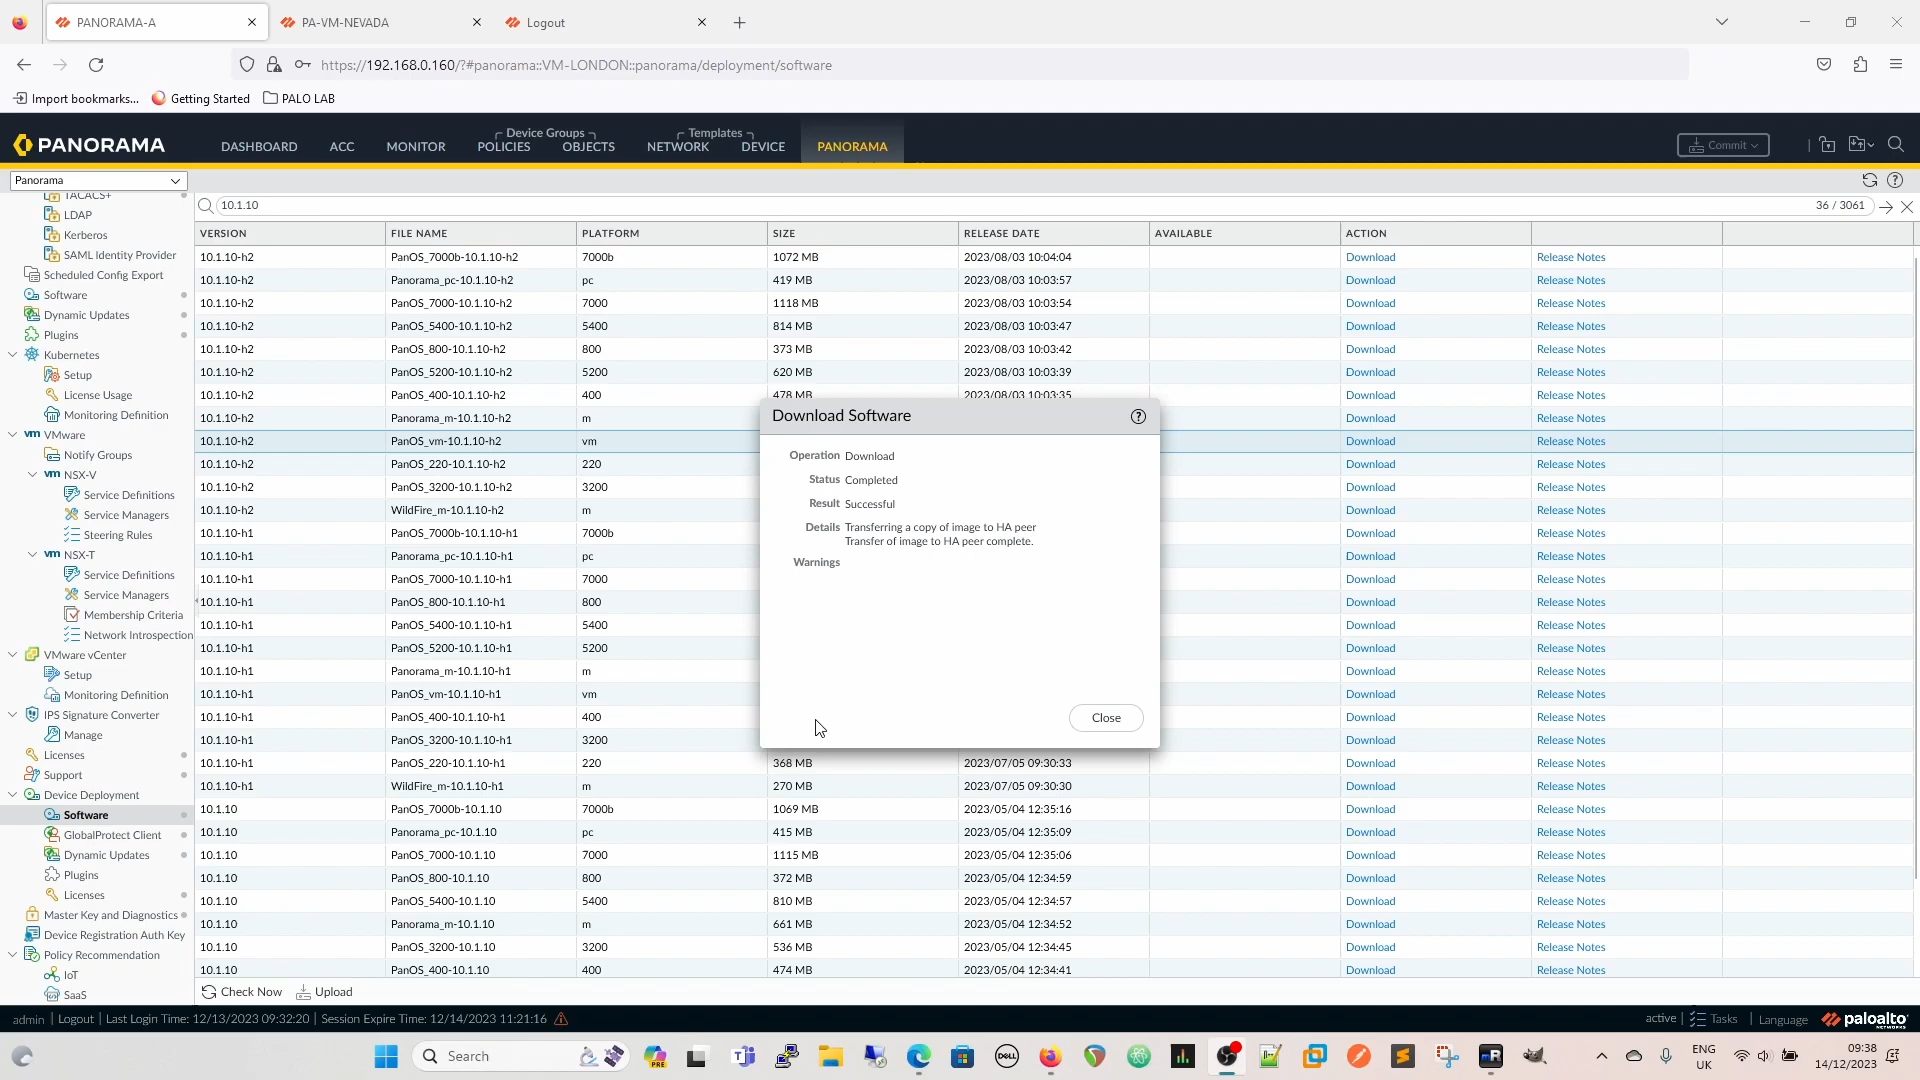 PANORAMA-A
PA-VM-NEVADA
Logout
https://192.168.0.160/?#panorama::VM-LONDON::panorama/deployment/software
Import bookmarks... Getting Started PALO LAB
PANORAMA
DASHBOARD ACC MONITOR Device Groups POLICIES OBJECTS Templates NETWORK DEVICE PANORAMA
Commit
Panorama
TACACS+
LDAP
Kerberos
SAML Identity Provider
Scheduled Config Export
Software
Dynamic Updates
Plugins
Kubernetes
Setup
License Usage
Monitoring Definition
vm VMware
Notify Groups
vm NSX-V
Service Definitions
Service Managers
Steering Rules
vm NSX-T
Service Definitions
Service Managers
Membership Criteria
Network Introspection
VMware vCenter
Setup
Monitoring Definition
IPS Signature Converter
Manage
Licenses
Support
Device Deployment
Software
GlobalProtect Client
Dynamic Updates
Plugins
Licenses
Master Key and Diagnostics
Device Registration Auth Key
Policy Recommendation
IoT
SaaS
10.1.10 36 / 3061
VERSION FILE NAME PLATFORM SIZE RELEASE DATE AVAILABLE ACTION
10.1.10-h2 PanOS_7000b-10.1.10-h2 7000b 1072 MB 2023/08/03 10:04:04 Download Release Notes
10.1.10-h2 Panorama_pc-10.1.10-h2 pc 419 MB 2023/08/03 10:03:57 Download Release Notes
10.1.10-h2 PanOS_7000-10.1.10-h2 7000 1118 MB 2023/08/03 10:03:54 Download Release Notes
10.1.10-h2 PanOS_5400-10.1.10-h2 5400 814 MB 2023/08/03 10:03:47 Download Release Notes
10.1.10-h2 PanOS_800-10.1.10-h2 800 373 MB 2023/08/03 10:03:42 Download Release Notes
10.1.10-h2 PanOS_5200-10.1.10-h2 5200 620 MB 2023/08/03 10:03:39 Download Release Notes
10.1.10-h2 PanOS_400-10.1.10-h2 400 478 MB 2023/08/03 10:03:35 Download Release Notes
10.1.10-h2 Panorama_m-10.1.10-h2 m Download Release Notes
10.1.10-h2 PanOS_vm-10.1.10-h2 vm Download Release Notes
10.1.10-h2 PanOS_220-10.1.10-h2 220 Download Release Notes
10.1.10-h2 PanOS_3200-10.1.10-h2 3200 Download Release Notes
10.1.10-h2 WildFire_m-10.1.10-h2 m Download Release Notes
10.1.10-h1 PanOS_7000b-10.1.10-h1 7000b Download Release Notes
10.1.10-h1 Panorama_pc-10.1.10-h1 pc Download Release Notes
10.1.10-h1 PanOS_7000-10.1.10-h1 7000 Download Release Notes
10.1.10-h1 PanOS_800-10.1.10-h1 800 Download Release Notes
10.1.10-h1 PanOS_5400-10.1.10-h1 5400 Download Release Notes
10.1.10-h1 PanOS_5200-10.1.10-h1 5200 Download Release Notes
10.1.10-h1 Panorama_m-10.1.10-h1 m Download Release Notes
10.1.10-h1 PanOS_vm-10.1.10-h1 vm Download Release Notes
10.1.10-h1 PanOS_400-10.1.10-h1 400 Download Release Notes
10.1.10-h1 PanOS_3200-10.1.10-h1 3200 Download Release Notes
10.1.10-h1 PanOS_220-10.1.10-h1 220 368 MB 2023/07/05 09:30:33 Download Release Notes
10.1.10-h1 WildFire_m-10.1.10-h1 m 270 MB 2023/07/05 09:30:30 Download Release Notes
10.1.10 PanOS_7000b-10.1.10 7000b 1069 MB 2023/05/04 12:35:16 Download Release Notes
10.1.10 Panorama_pc-10.1.10 pc 415 MB 2023/05/04 12:35:09 Download Release Notes
10.1.10 PanOS_7000-10.1.10 7000 1115 MB 2023/05/04 12:35:06 Download Release Notes
10.1.10 PanOS_800-10.1.10 800 372 MB 2023/05/04 12:34:59 Download Release Notes
10.1.10 PanOS_5400-10.1.10 5400 810 MB 2023/05/04 12:34:57 Download Release Notes
10.1.10 Panorama_m-10.1.10 m 661 MB 2023/05/04 12:34:52 Download Release Notes
10.1.10 PanOS_3200-10.1.10 3200 536 MB 2023/05/04 12:34:45 Download Release Notes
10.1.10 PanOS_400-10.1.10 400 474 MB 2023/05/04 12:34:41 Download Release Notes
Download Software
Operation Download
Status Completed
Result Successful
Details Transferring a copy of image to HA peer
Transfer of image to HA peer complete.
Warnings
Close
Check Now Upload
admin | Logout | Last Login Time: 12/13/2023 09:32:20 | Session Expire Time: 12/14/2023 11:21:16
active | Tasks | Language paloalto NETWORKS
Search
PRE
DELL
ENG
UK
09:38
14/12/2023